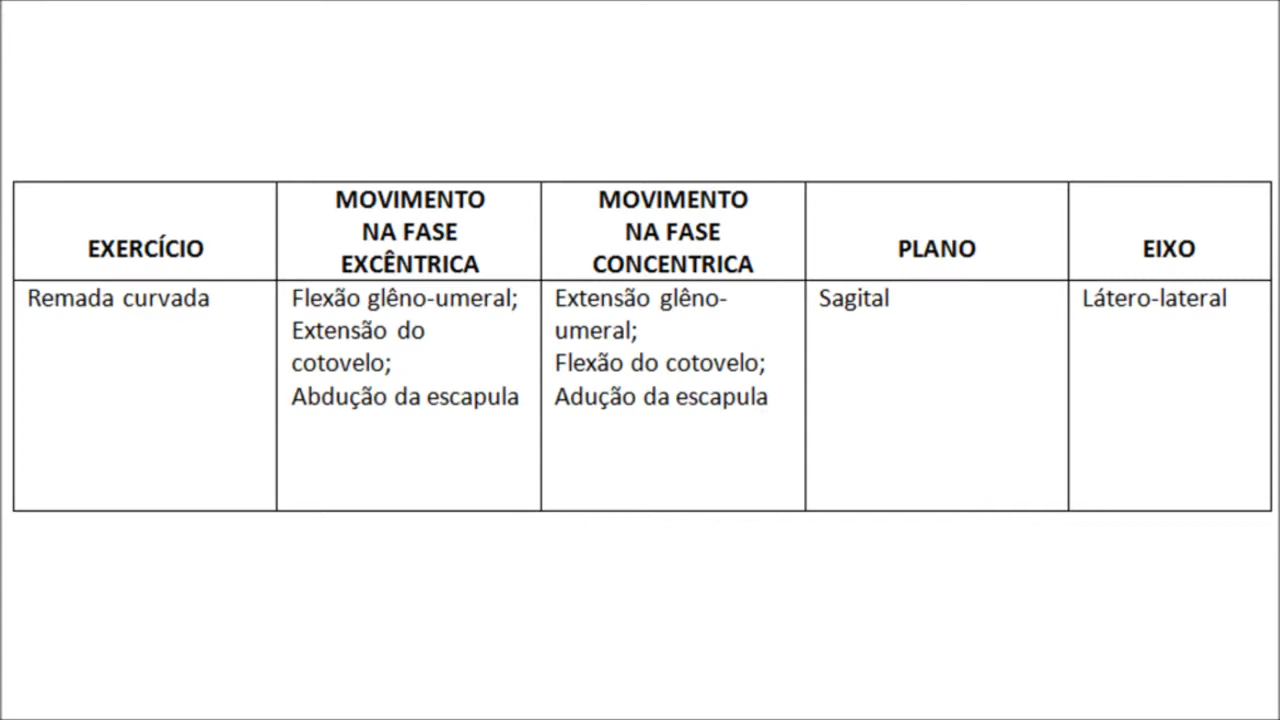 EXERCÍCIO
MOVIMENTO
NA FASE
EXCÊNTRICA
MOVIMENTO
NA FASE
CONCENTRICA
PLANO
EIXO
Remada curvada
Flexão glêno-umeral;
Extensão do
cotovelo;
Abdução da escapula
Extensão glêno-
umeral;
Flexão do cotovelo;
Adução da escapula
Sagital
Látero-lateral